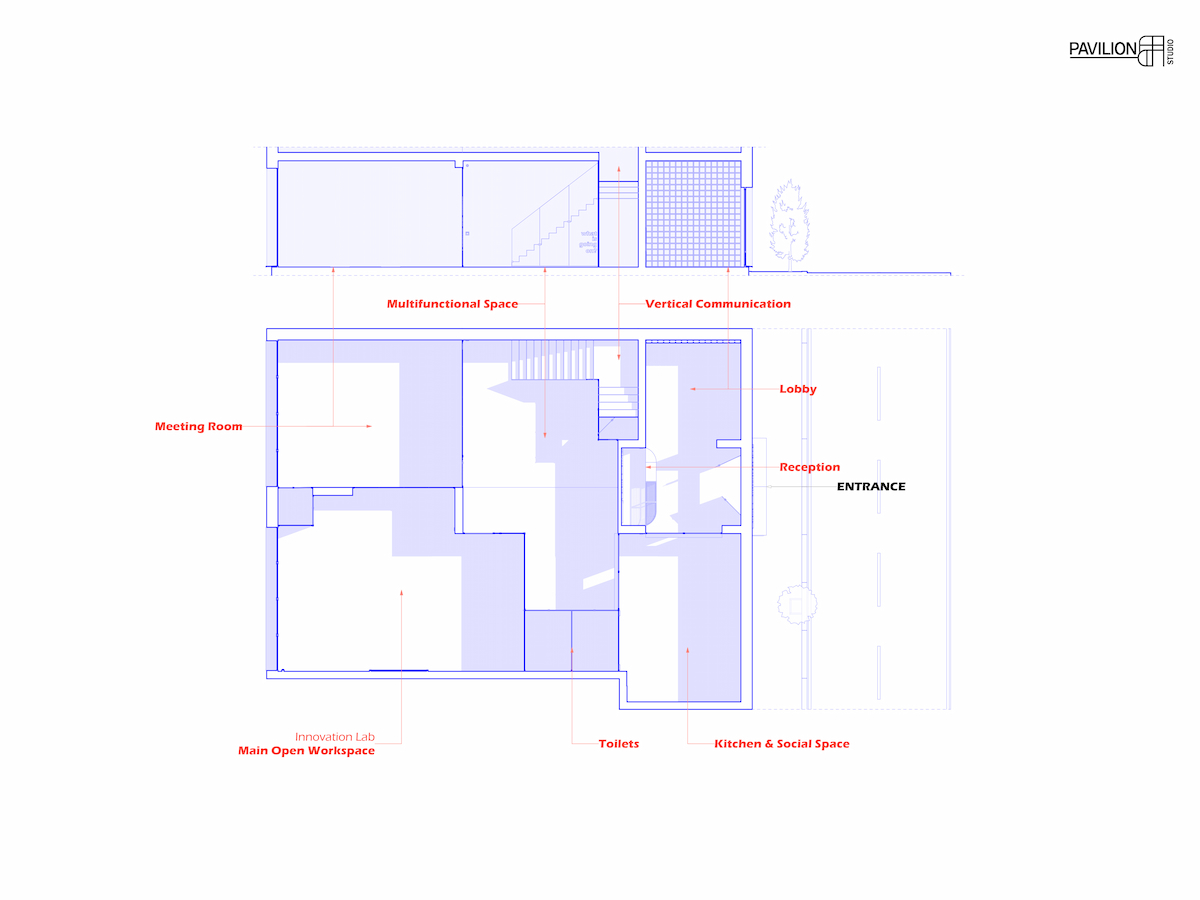 PAVILION
STUDIO
Multifunctional Space
Vertical Communication
Lobby
Meeting Room
Reception
ENTRANCE
Innovation Lab
Main Open Workspace
Toilets
Kitchen & Social Space